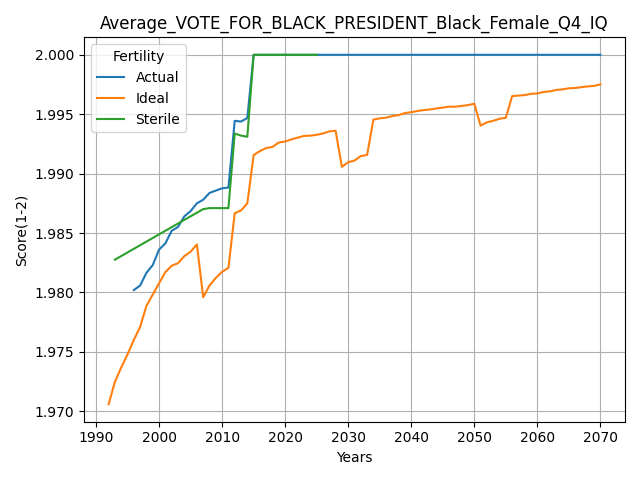 Average_VOTE_FOR_BLACK_PRESIDENT_Black_Female_Q4_IQ
Fertility
Actual
Ideal
Sterile
Score(1-2)
2.000
1.995
1.990
1.985
1.980
1.975
1.970
1990 2000 2010 2020 2030 2040 2050 2060 2070
Years